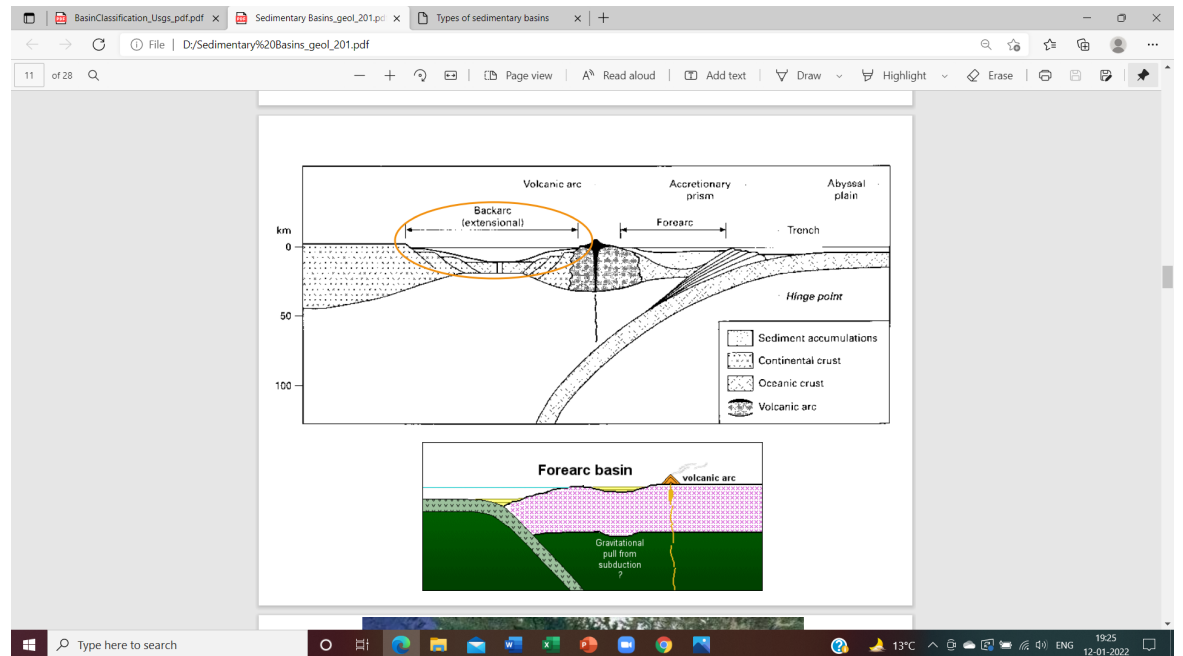 BasinClassification_Usgs_pdf.pdf
Sedimentary Basins_geol_201.pd
Types of sedimentary basins
File | D:/Sedimentary%20Basins_geol_201.pdf
11 of 28
Page view
Read aloud
Add text
Draw
Highlight
Erase
Volcanic arc
Accretionary
prism
Abyssal
plain
Backarc
(extensional)
Forearc
Trench
km
0
50
100
Hinge point
Sediment accumulations
Continental crust
Oceanic crust
Volcanic arc
Forearc basin
volcanic arc
Gravitational
pull from
subduction
?
Type here to search
13°C
ENG
19:25
12-01-2022